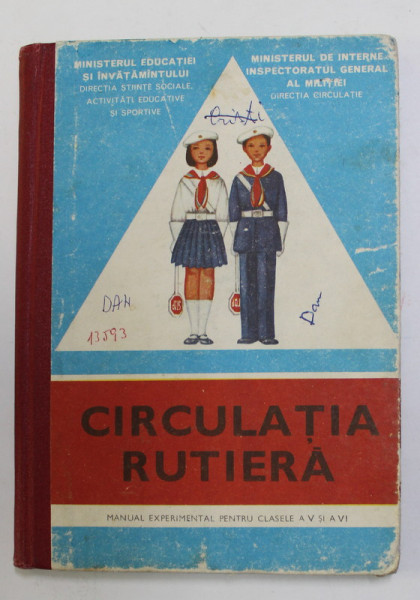 MINISTERUL EDUCAȚIEI
ȘI ÎNVĂȚĂMÎNTULUI
DIRECȚIA ȘTIINȚE SOCIALE,
ACTIVITĂȚI EDUCATIVE
ȘI SPORTIVE
MINISTERUL DE INTERNE
INSPECTORATUL GENERAL
AL MILIȚIEI
DIRECȚIA CIRCULAȚIE
Cristi
DAN
13593
Dan
CIRCULAȚIA
RUTIERĂ
MANUAL EXPERIMENTAL PENTRU CLASELE A V ȘI A VI